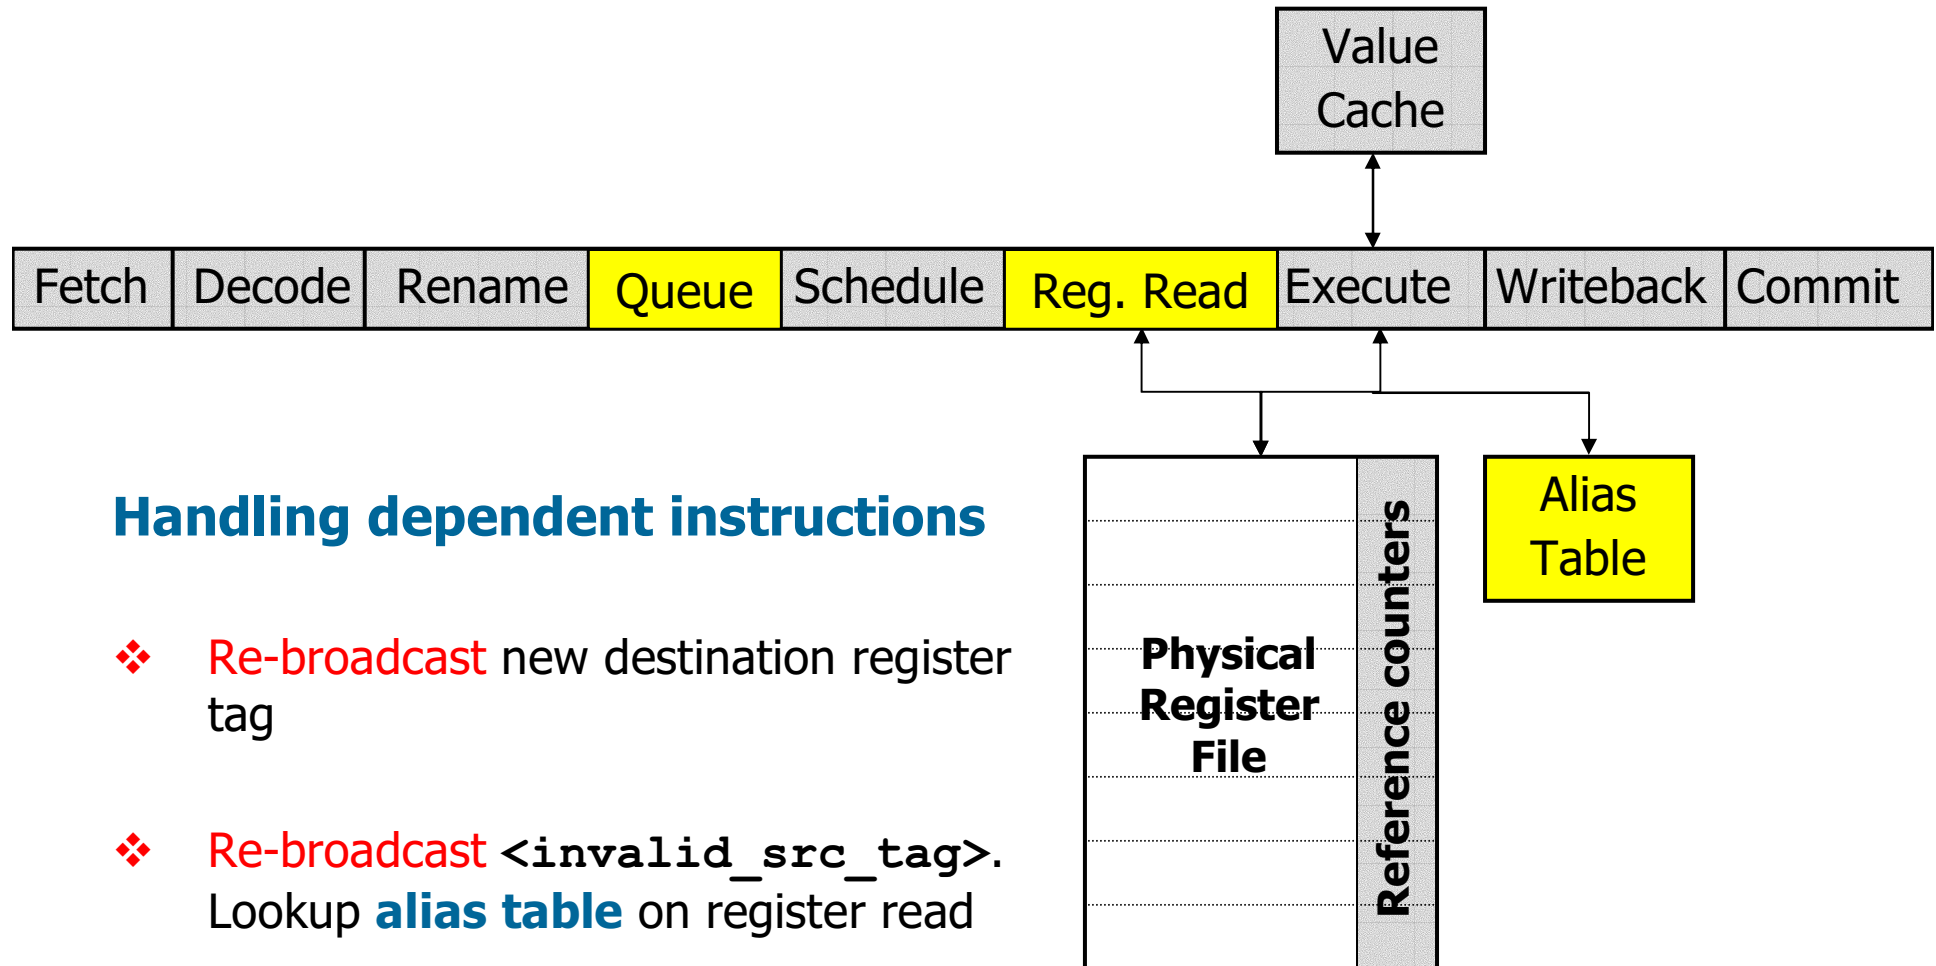 Value
Cache
Fetch Decode Rename Queue Schedule Reg. Read Execute Writeback Commit
Handling dependent instructions
❖ Re-broadcast new destination register
tag
❖ Re-broadcast <invalid_src_tag>.
Lookup alias table on register read
Physical
Register
File
Reference counters
Alias
Table